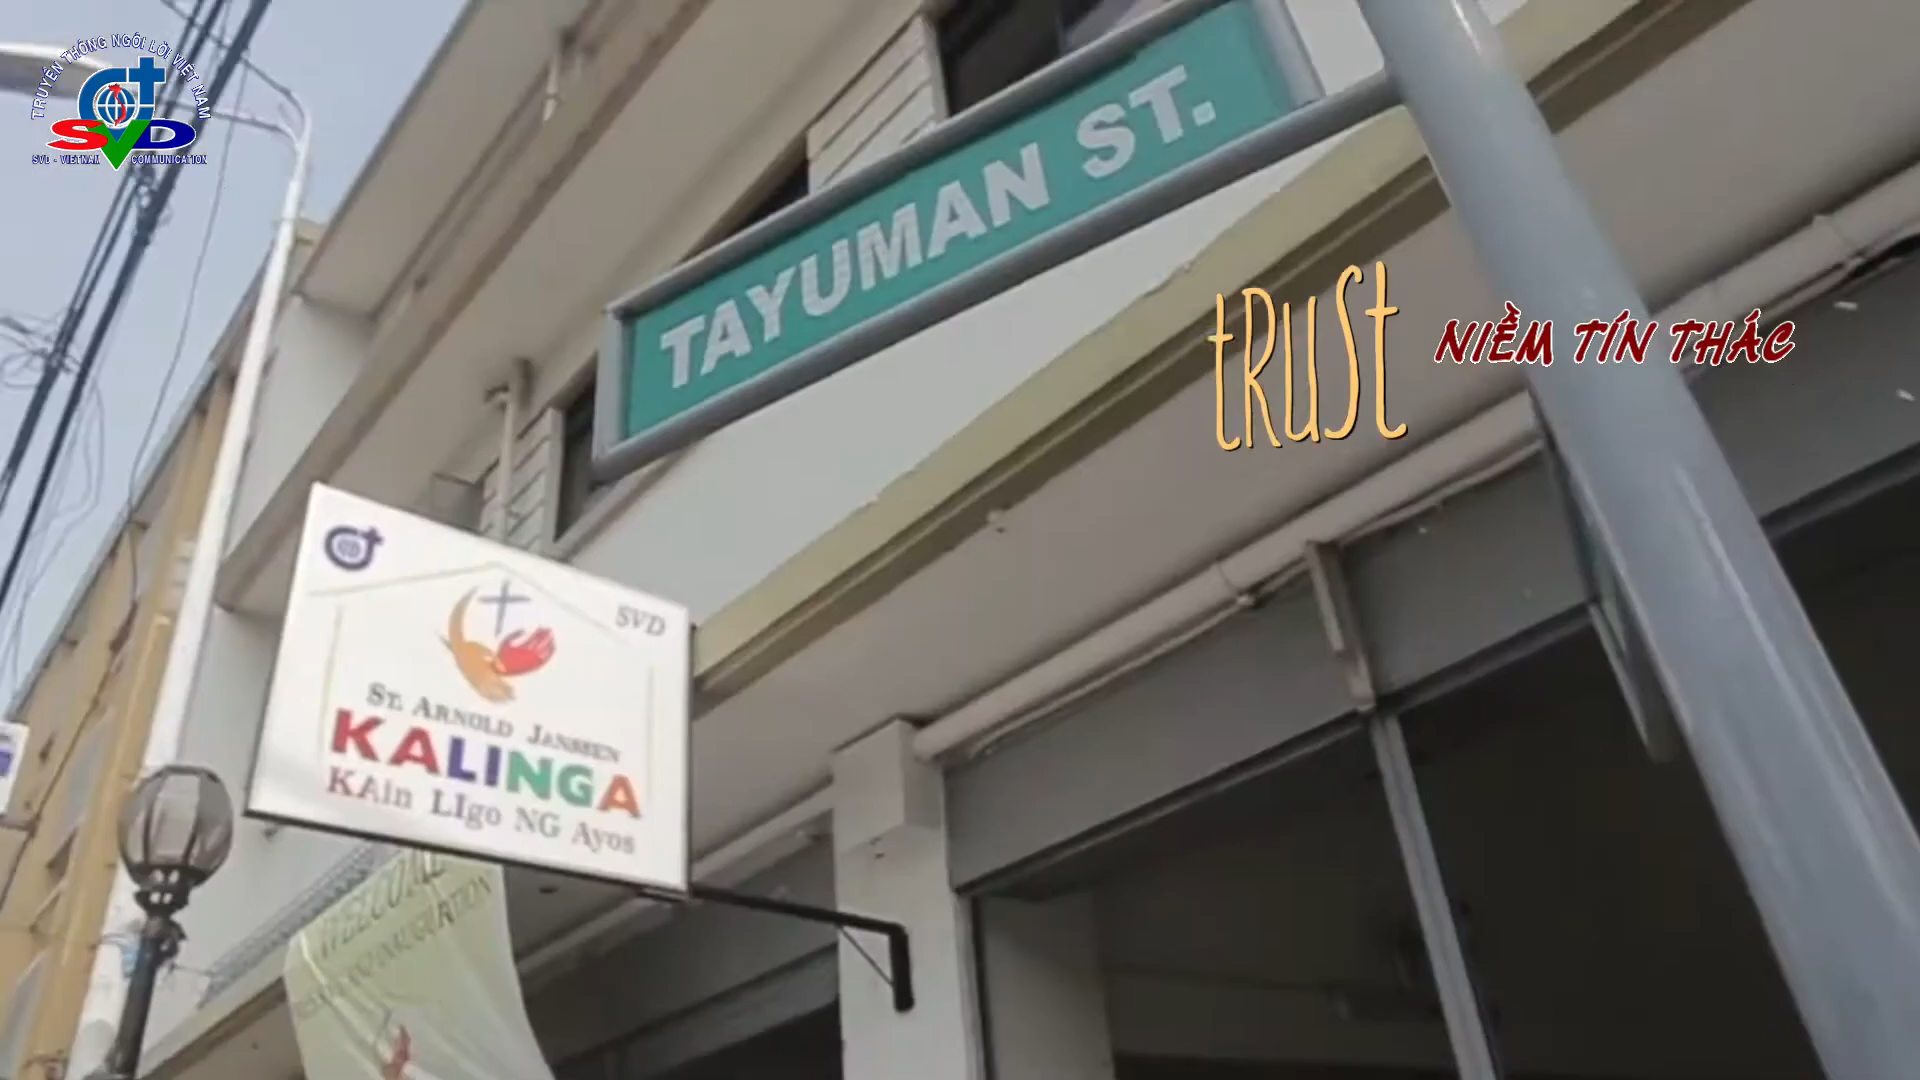 TRUYỀN THÔNG NGÔI LỜI VIỆT NAM
SVD
SVD - VIETNAM COMMUNICATION
TAYUMAN ST.
tRuSt
NIỀM TÍN THÁC
SVD
ST. ARNOLD JANSSEN
KALINGA
KAin LIgo NG Ayos
WELCOME